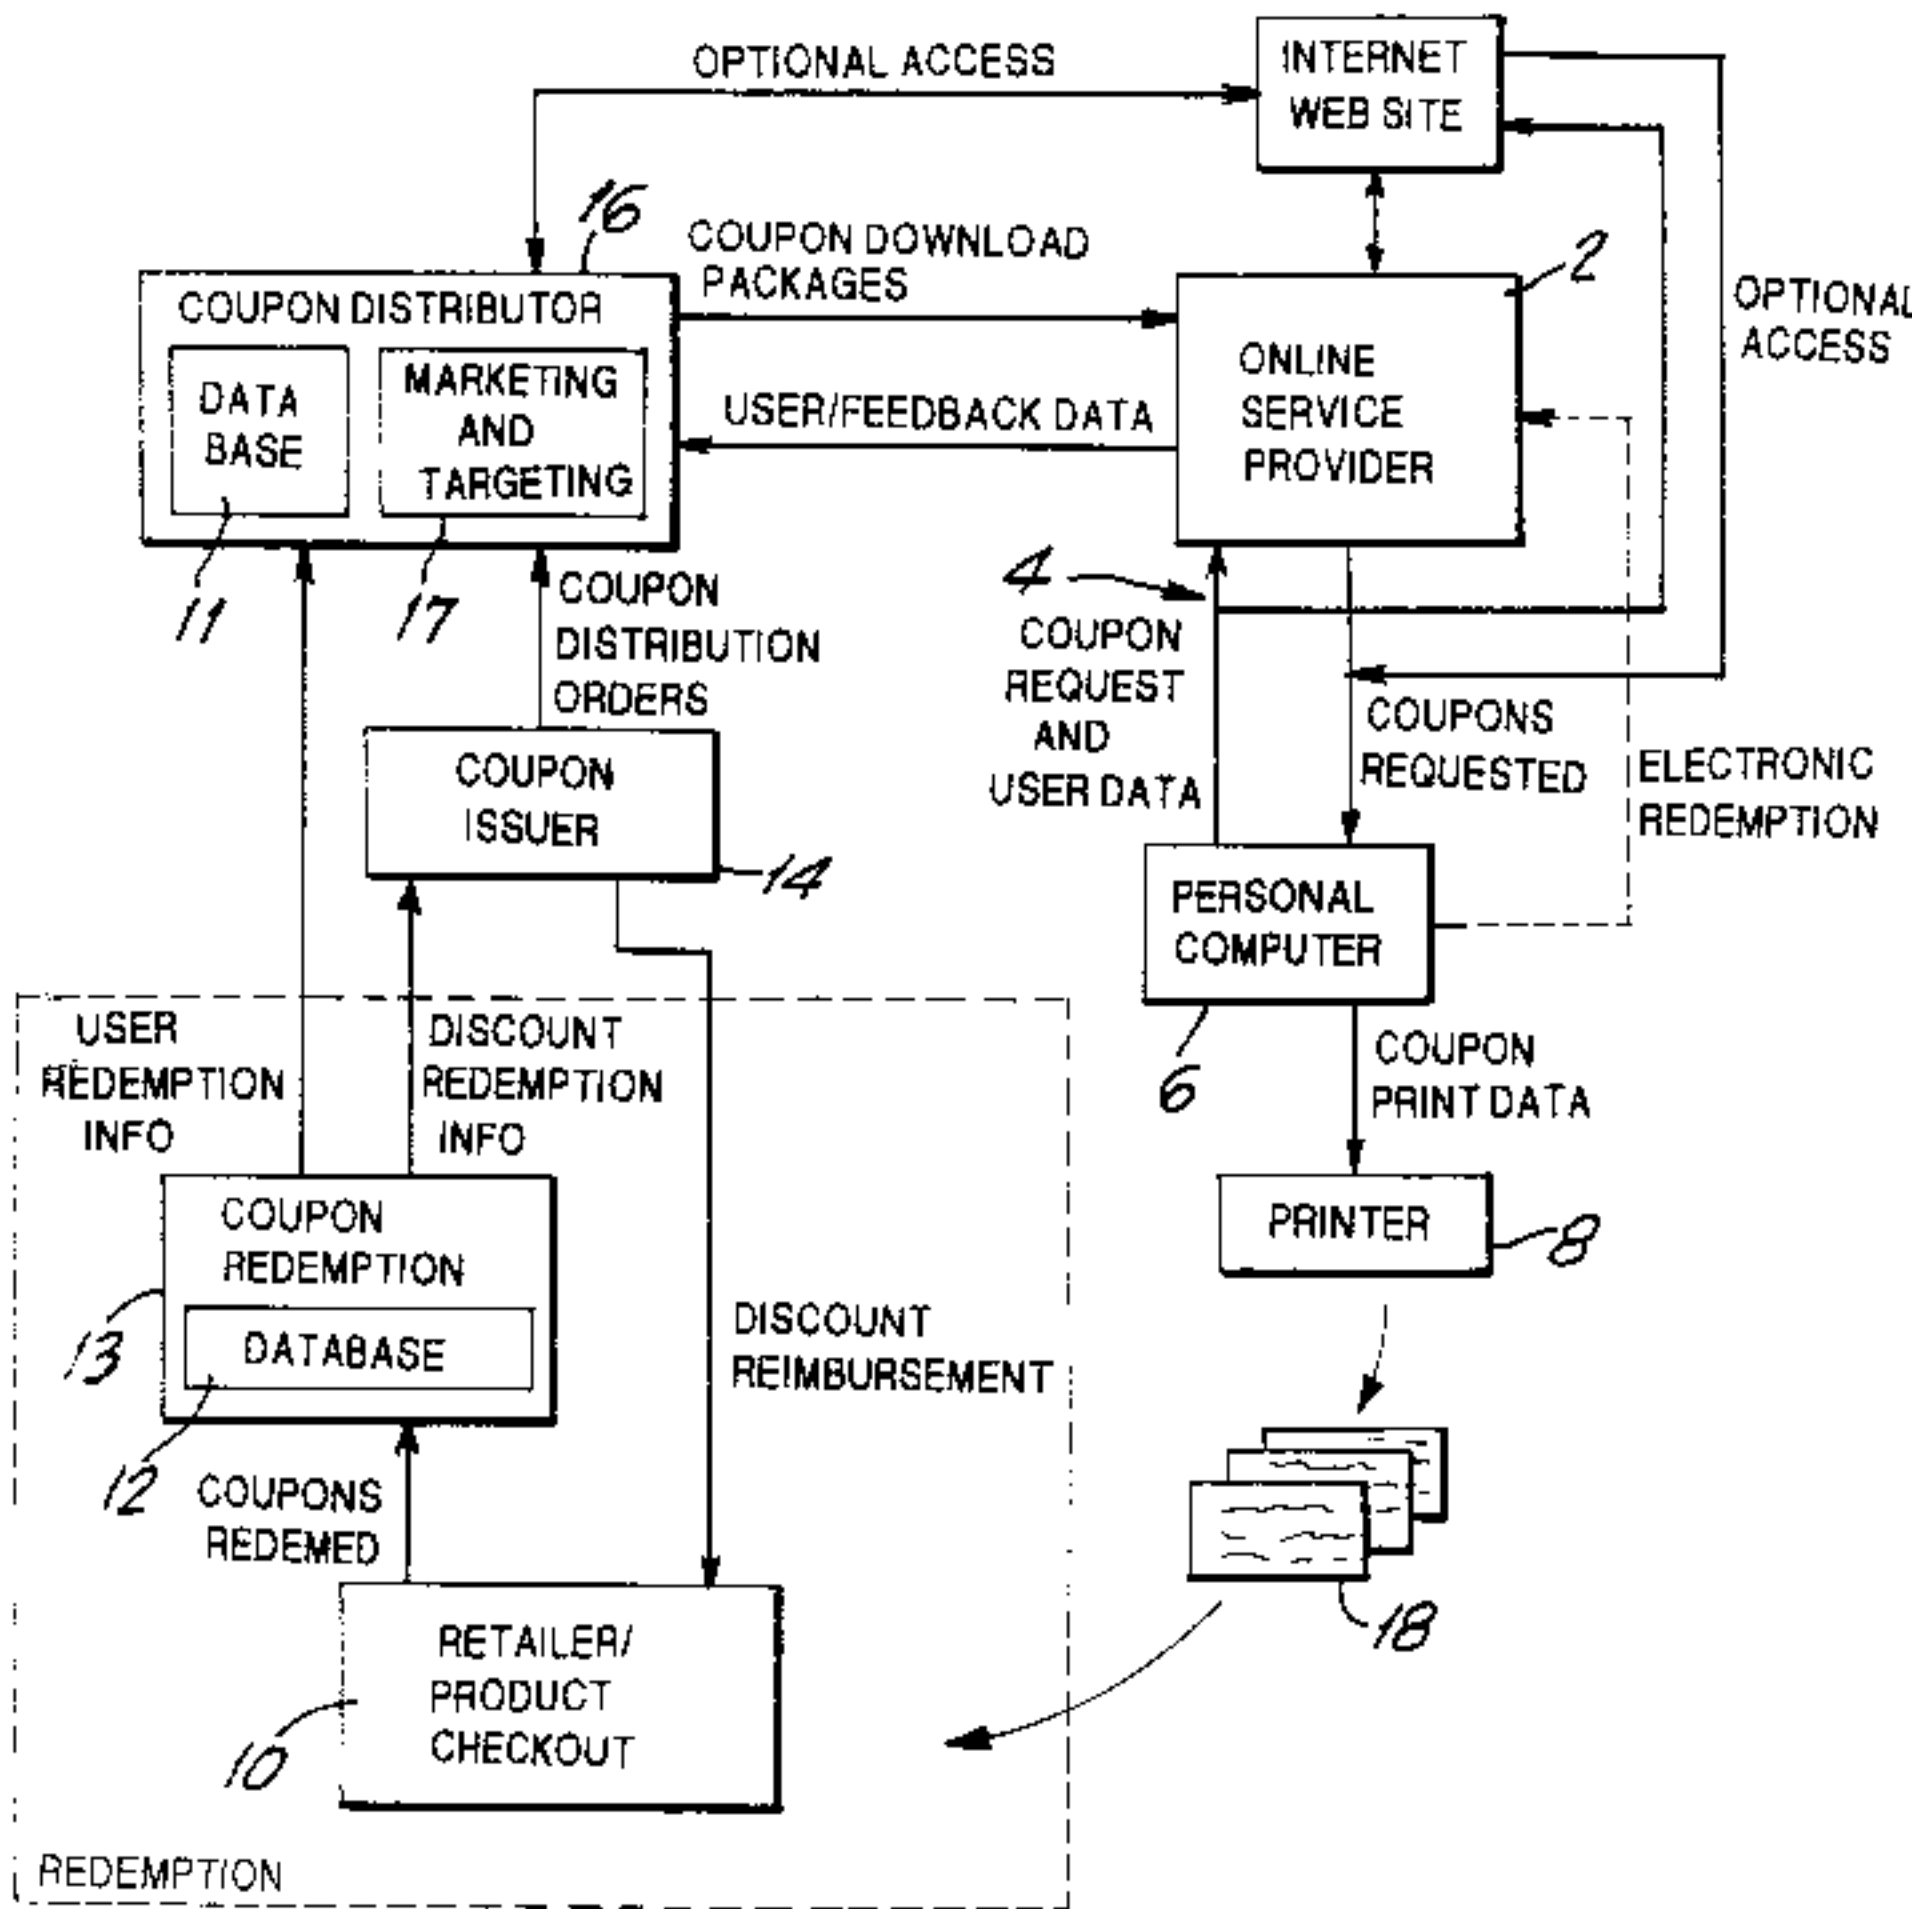 OPTIONAL ACCESS
INTERNET
WEB SITE
16
COUPON DOWNLOAD
PACKAGES
2
COUPON DISTRIBUTOR
DATA
BASE
MARKETING
AND
TARGETING
USER/FEEDBACK DATA
ONLINE
SERVICE
PROVIDER
OPTIONAL
ACCESS
11
17
COUPON
DISTRIBUTION
ORDERS
4
COUPON
REQUEST
AND
USER DATA
COUPONS
REQUESTED
ELECTRONIC
REDEMPTION
COUPON
ISSUER
14
PERSONAL
COMPUTER
6
USER
REDEMPTION
INFO
DISCOUNT
REDEMPTION
INFO
COUPON
PRINT DATA
COUPON
REDEMPTION
DATABASE
13
12
PRINTER
8
DISCOUNT
REIMBURSEMENT
COUPONS
REDEMED
18
RETAILER/
PRODUCT
CHECKOUT
10
REDEMPTION